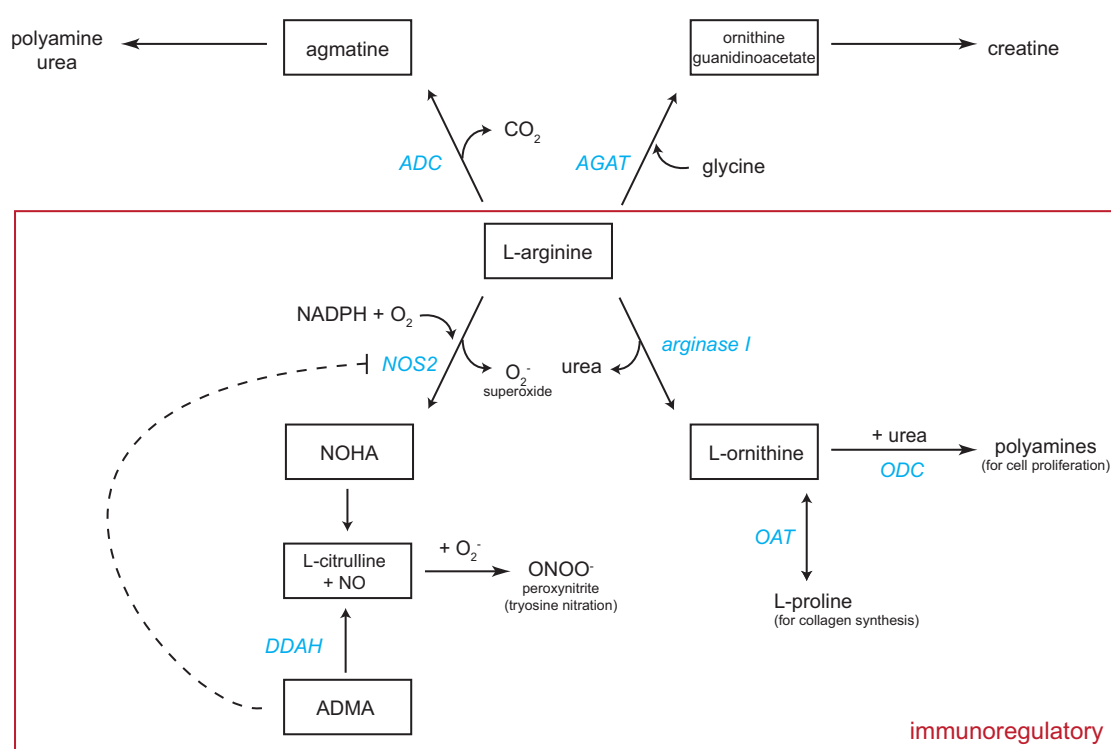 polyamine
urea
agmatine
ornithine
guanidinoacetate
creatine
CO₂
ADC
AGAT
glycine
L-arginine
NADPH + O₂
NOS2
O₂⁻
superoxide
urea
arginase I
NOHA
L-ornithine
+ urea
ODC
polyamines
(for cell proliferation)
L-citrulline
+ NO
+ O₂⁻
ONOO⁻
peroxynitrite
(tryosine nitration)
OAT
L-proline
(for collagen synthesis)
DDAH
ADMA
immunoregulatory